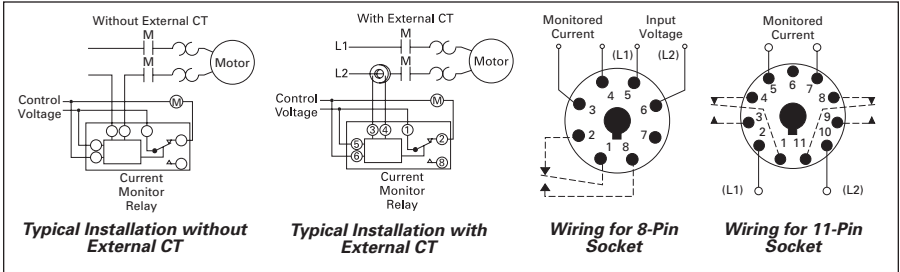 Without External CT
M
M
Motor
Control
Voltage
M
Current
Monitor
Relay
Typical Installation without
External CT
With External CT
L1
M
L2
M
Motor
Control
Voltage
M
3 4 1
5
6
2
8
Current
Monitor
Relay
Typical Installation with
External CT
Monitored
Current
Input
Voltage
(L1) (L2)
4 5
3 6
2 7
1 8
Wiring for 8-Pin
Socket
Monitored
Current
5 6 7
4 8
3 9
2 10
1 11
(L1) (L2)
Wiring for 11-Pin
Socket